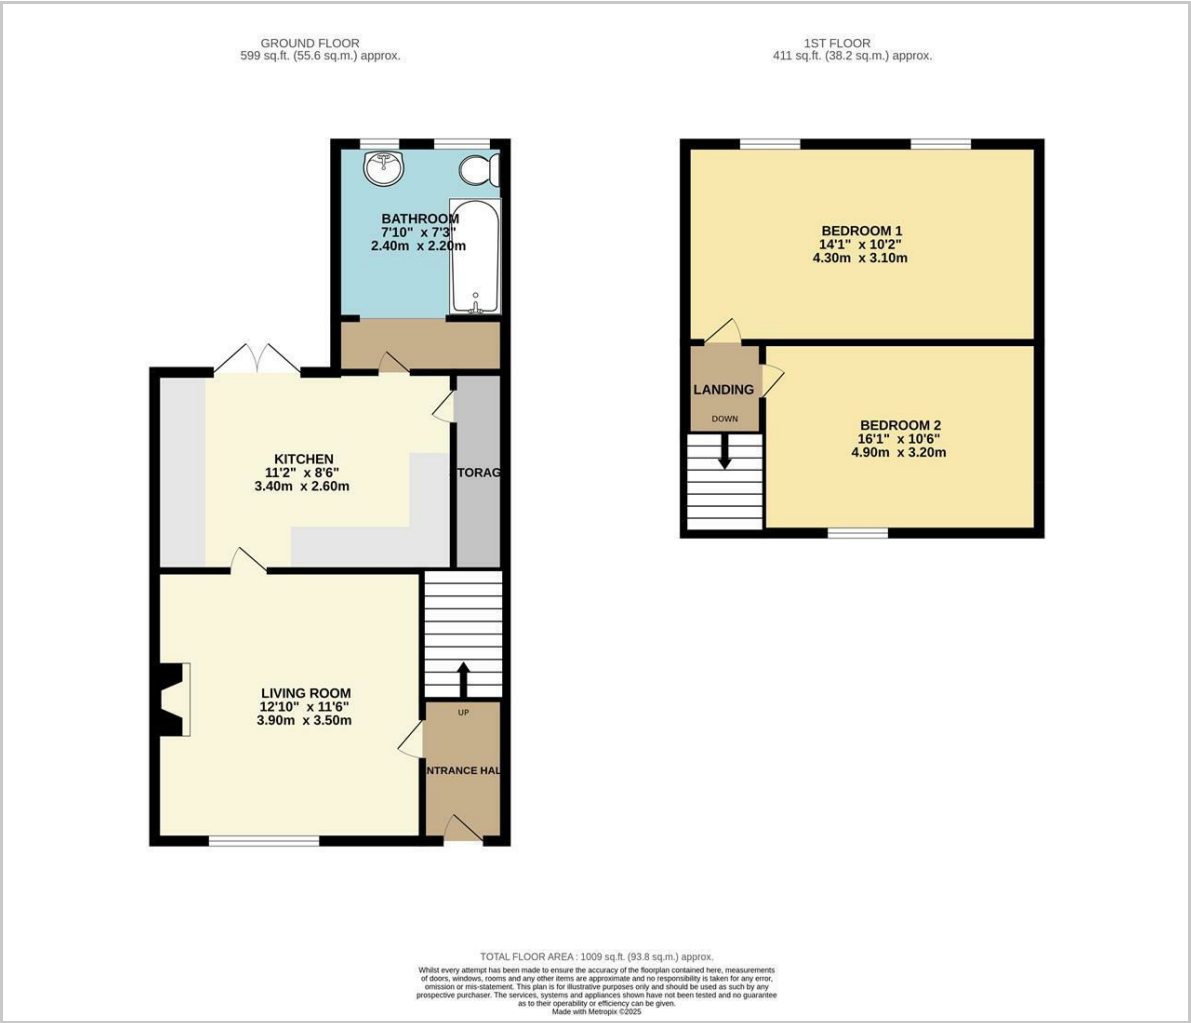 GROUND FLOOR
599 sq.ft. (55.6 sq.m.) approx.
1ST FLOOR
411 sq.ft. (38.2 sq.m.) approx.
BATHROOM
7'10" x 7'3"
2.40m x 2.20m
KITCHEN
11'2" x 8'6"
3.40m x 2.60m
TORAG
LIVING ROOM
12'10" x 11'6"
3.90m x 3.50m
UP
NTRANCE HAL
BEDROOM 1
14'1" x 10'2"
4.30m x 3.10m
LANDING
DOWN
BEDROOM 2
16'1" x 10'6"
4.90m x 3.20m
TOTAL FLOOR AREA : 1009 sq.ft. (93.8 sq.m.) approx.
Whilst every attempt has been made to ensure the accuracy of the floorplan contained here, measurements
of doors, windows, rooms and any other items are approximate and no responsibility is taken for any error,
omission or mis-statement. This plan is for illustrative purposes only and should be used as such by any
prospective purchaser. The services, systems and appliances shown have not been tested and no guarantee
as to their operability or efficiency can be given.
Made with Metropix ©2025